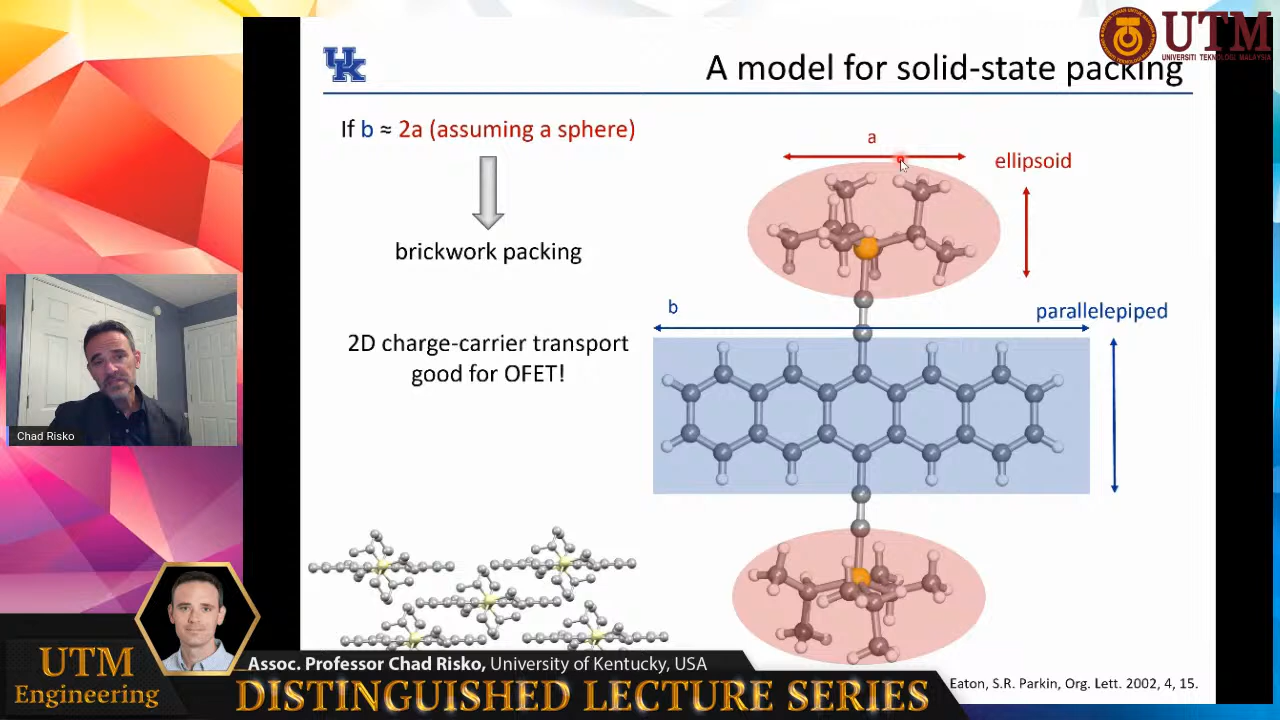 UK
A model for solid-state packing
UTM
UNIVERSITI TEKNOLOGI MALAYSIA
If b ≈ 2a (assuming a sphere)
brickwork packing
2D charge-carrier transport
good for OFET!
a
ellipsoid
b
parallelepiped
Chad Risko
Eaton, S.R. Parkin, Org. Lett. 2002, 4, 15.
UTM
Engineering
Assoc. Professor Chad Risko, University of Kentucky, USA
DISTINGUISHED LECTURE SERIES